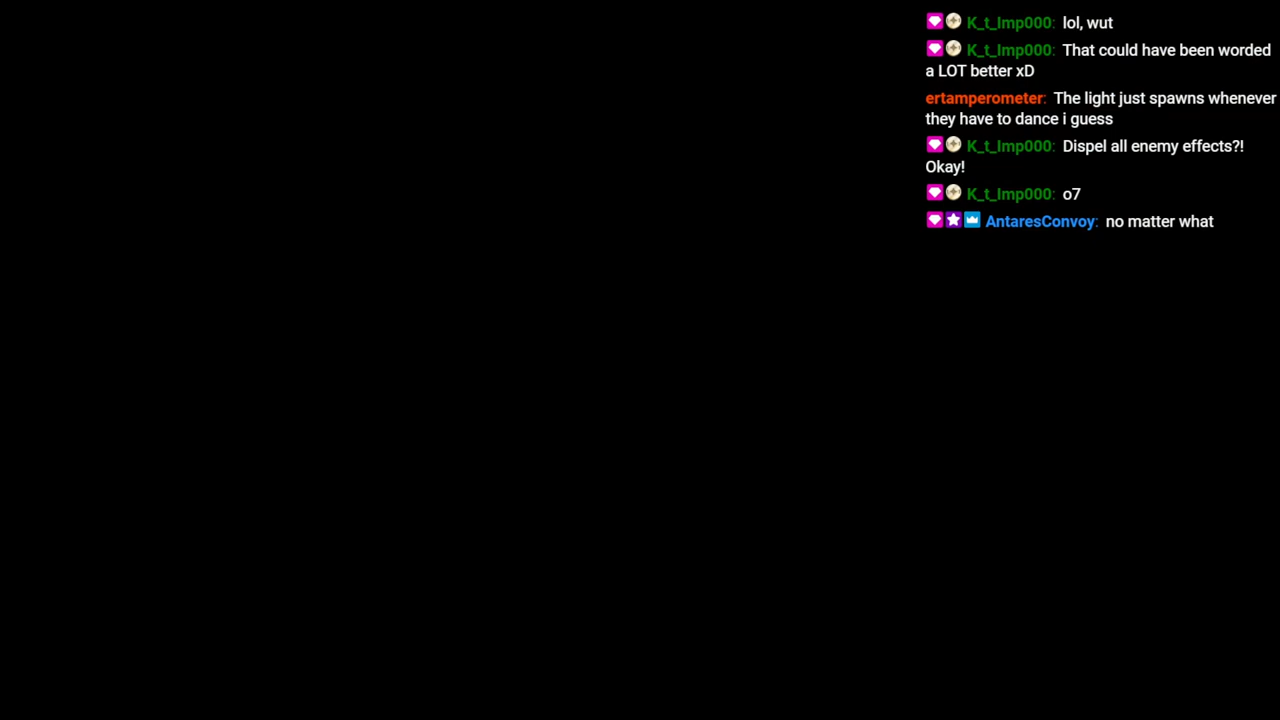 K_t_Imp000: lol, wut
K_t_Imp000: That could have been worded
a LOT better xD
ertamperometer: The light just spawns whenever
they have to dance i guess
K_t_Imp000: Dispel all enemy effects?!
Okay!
K_t_Imp000: o7
AntaresConvoy: no matter what